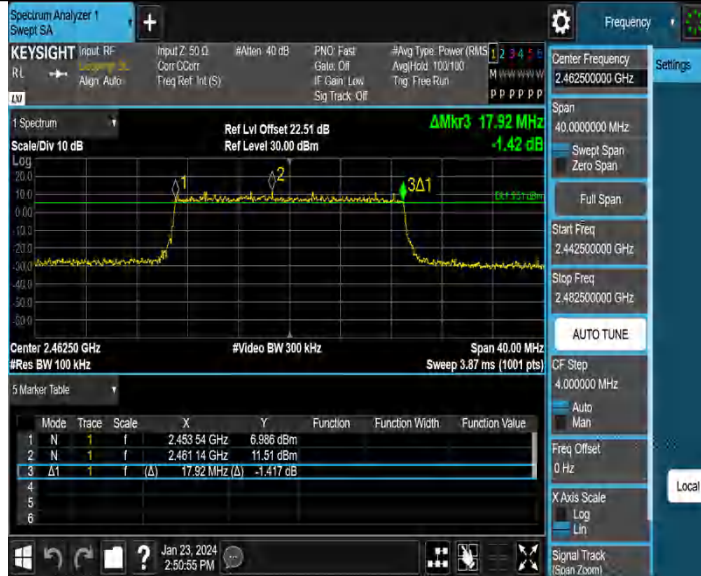 Spectrum Analyzer 1
Swept SA
+
Frequency
KEYSIGHT
Input: RF
Input Z: 50 Ω
#Atten: 40 dB
PNO: Fast
#Avg Type: Power (RMS
1 2 3 4 5 6
RL
Align: Auto
Corr CCorr
Freq Ref: Int (S)
Gate: Off
IF Gain: Low
Sig Track: Off
Avg|Hold: 100/100
Trig: Free Run
M W W W W W
P P P P P P
LXI
1 Spectrum
Scale/Div 10 dB
Ref Lvl Offset 22.51 dB
Ref Level 30.00 dBm
ΔMkr3 17.92 MHz
-1.42 dB
Log
20.0
10.0
0.00
-10.0
-20.0
-30.0
-40.0
-50.0
-60.0
1
2
3Δ1
Center 2.46250 GHz
#Res BW 100 kHz
#Video BW 300 kHz
Span 40.00 MHz
Sweep 3.87 ms (1001 pts)
5 Marker Table
Mode Trace Scale X Y Function Function Width Function Value
1 N 1 f 2.453 54 GHz 6.986 dBm
2 N 1 f 2.461 14 GHz 11.51 dBm
3 Δ1 1 f (Δ) 17.92 MHz (Δ) -1.417 dB
4
5
6
?
Jan 23, 2024
2:50:55 PM
Center Frequency
2.462500000 GHz
Settings
Span
40.0000000 MHz
Swept Span
Zero Span
Full Span
Start Freq
2.442500000 GHz
Stop Freq
2.482500000 GHz
AUTO TUNE
CF Step
4.000000 MHz
Auto
Man
Freq Offset
0 Hz
Local
X Axis Scale
Log
Lin
Signal Track
(Span Zoom)